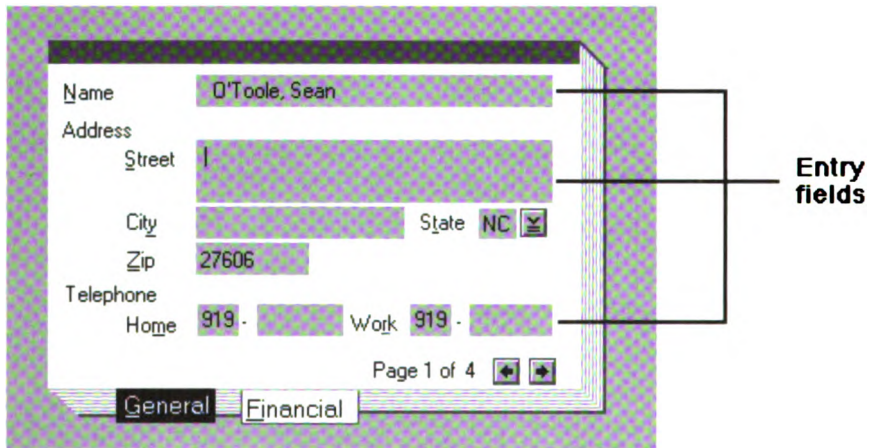 Name O'Toole, Sean
Address
Street
City State NC
Zip 27606
Telephone
Home 919 - Work 919 -
Page 1 of 4
General Financial
Entry
fields